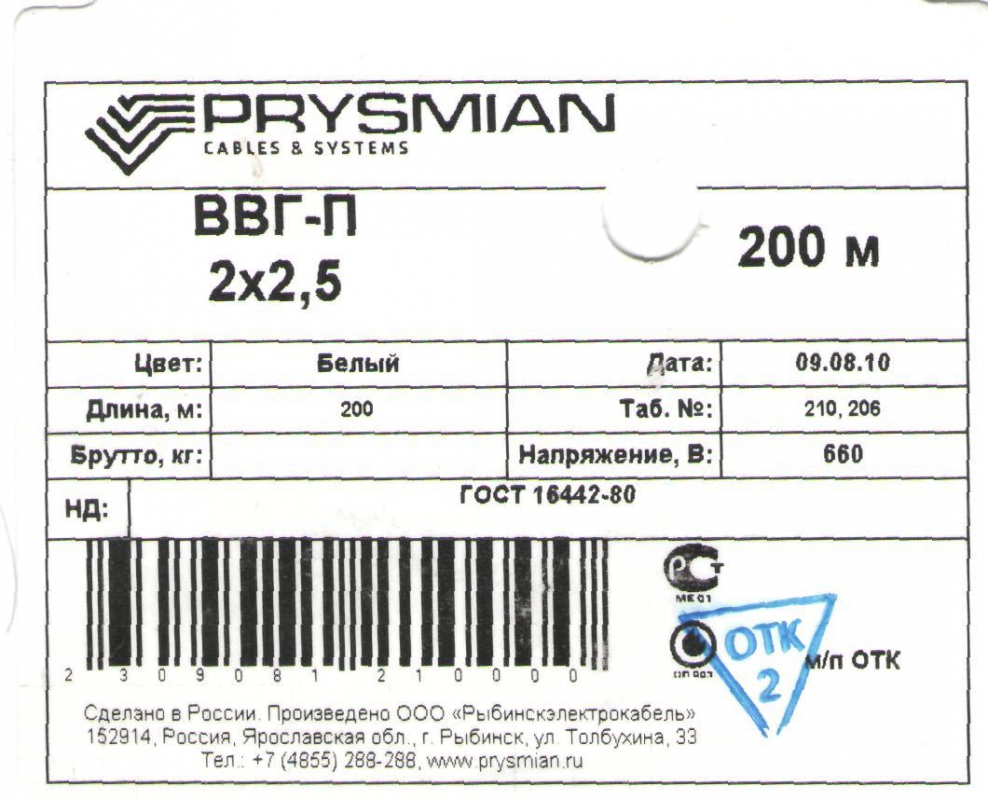 PRYSMIAN
CABLES & SYSTEMS
ВВГ-П
2х2,5
200 м
Цвет: Белый Дата: 09.08.10
Длина, м: 200 Таб. №: 210, 206
Брутто, кг: Напряжение, В: 660
НД: ГОСТ 16442-80
2 3 0 9 0 8 1 2 1 0 0 0 0
РСТ
ОТК
2
м/п ОТК
Сделано в России. Произведено ООО «Рыбинскэлектрокабель»
152914, Россия, Ярославская обл., г. Рыбинск, ул. Толбухина, 33
Тел.: +7 (4855) 288-288, www.prysmian.ru